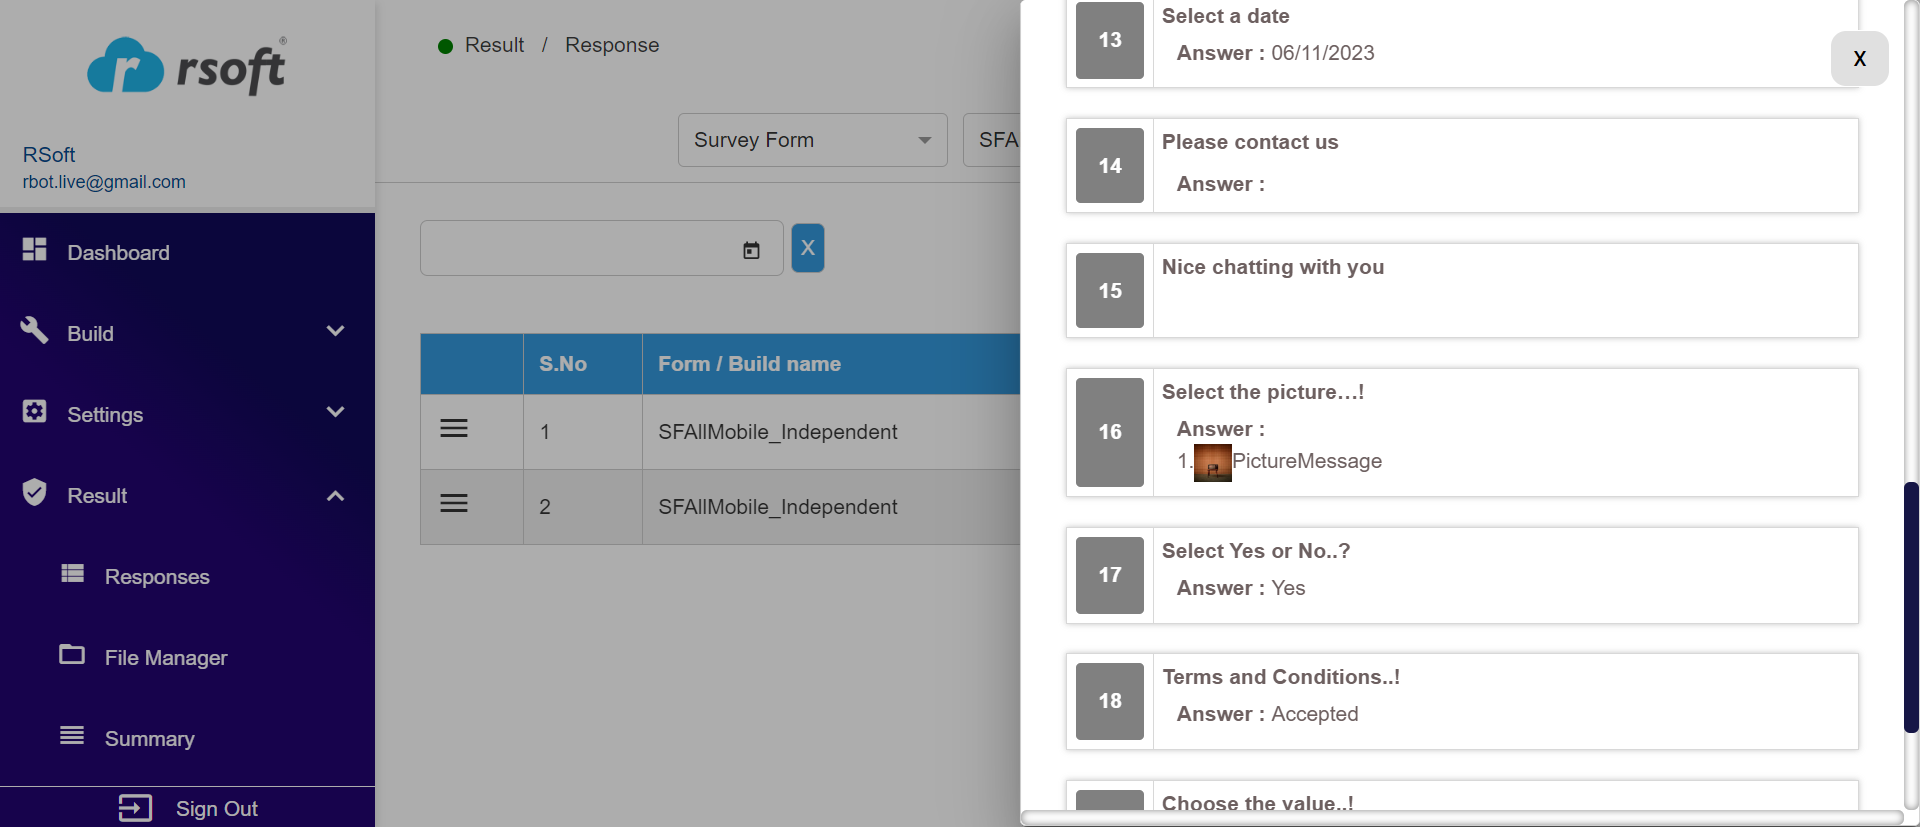 rsoft®
RSoft
rbot.live@gmail.com
Dashboard
Build
Settings
Result
Responses
File Manager
Summary
Sign Out
Result / Response
Survey Form
SFA
X
S.No
Form / Build name
1
SFAllMobile_Independent
2
SFAllMobile_Independent
X
13
Select a date
Answer : 06/11/2023
14
Please contact us
Answer :
15
Nice chatting with you
16
Select the picture...!
Answer :
1. PictureMessage
17
Select Yes or No..?
Answer : Yes
18
Terms and Conditions..!
Answer : Accepted
Choose the value..!